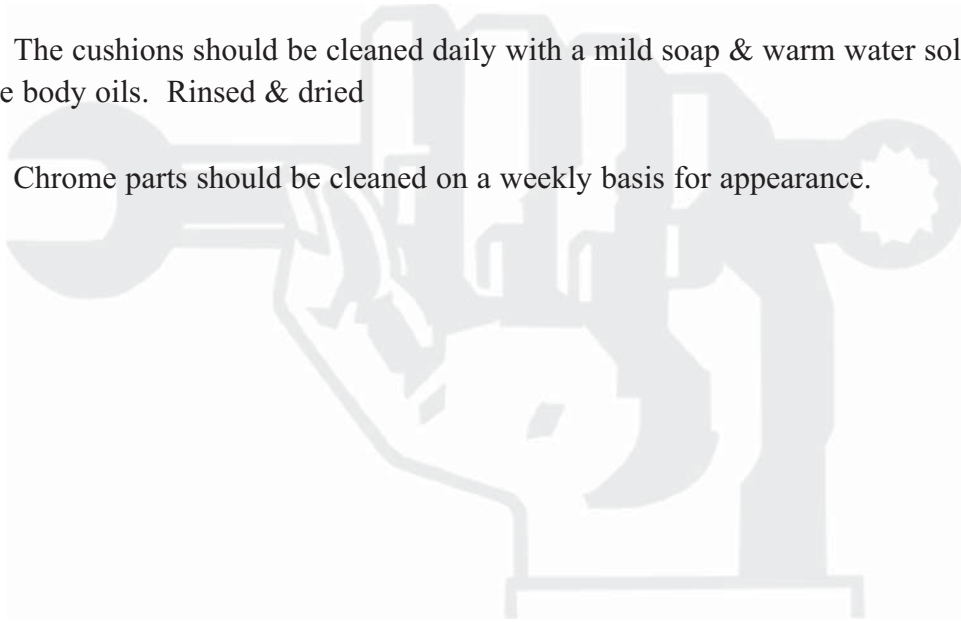 The cushions should be cleaned daily with a mild soap & warm water sol
e body oils. Rinsed & dried
Chrome parts should be cleaned on a weekly basis for appearance.